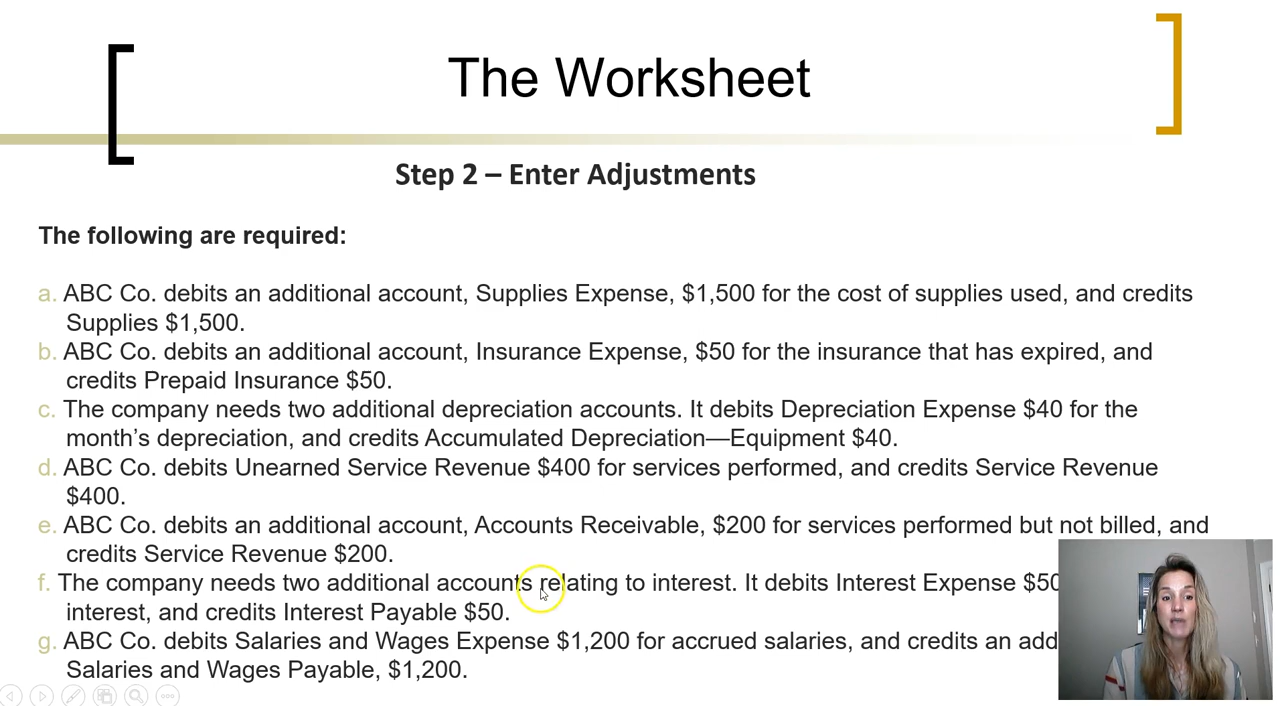 The Worksheet
Step 2 – Enter Adjustments
The following are required:
a. ABC Co. debits an additional account, Supplies Expense, $1,500 for the cost of supplies used, and credits
Supplies $1,500.
b. ABC Co. debits an additional account, Insurance Expense, $50 for the insurance that has expired, and
credits Prepaid Insurance $50.
c. The company needs two additional depreciation accounts. It debits Depreciation Expense $40 for the
month’s depreciation, and credits Accumulated Depreciation—Equipment $40.
d. ABC Co. debits Unearned Service Revenue $400 for services performed, and credits Service Revenue
$400.
e. ABC Co. debits an additional account, Accounts Receivable, $200 for services performed but not billed, and
credits Service Revenue $200.
f. The company needs two additional accounts relating to interest. It debits Interest Expense $50
interest, and credits Interest Payable $50.
g. ABC Co. debits Salaries and Wages Expense $1,200 for accrued salaries, and credits an add
Salaries and Wages Payable, $1,200.